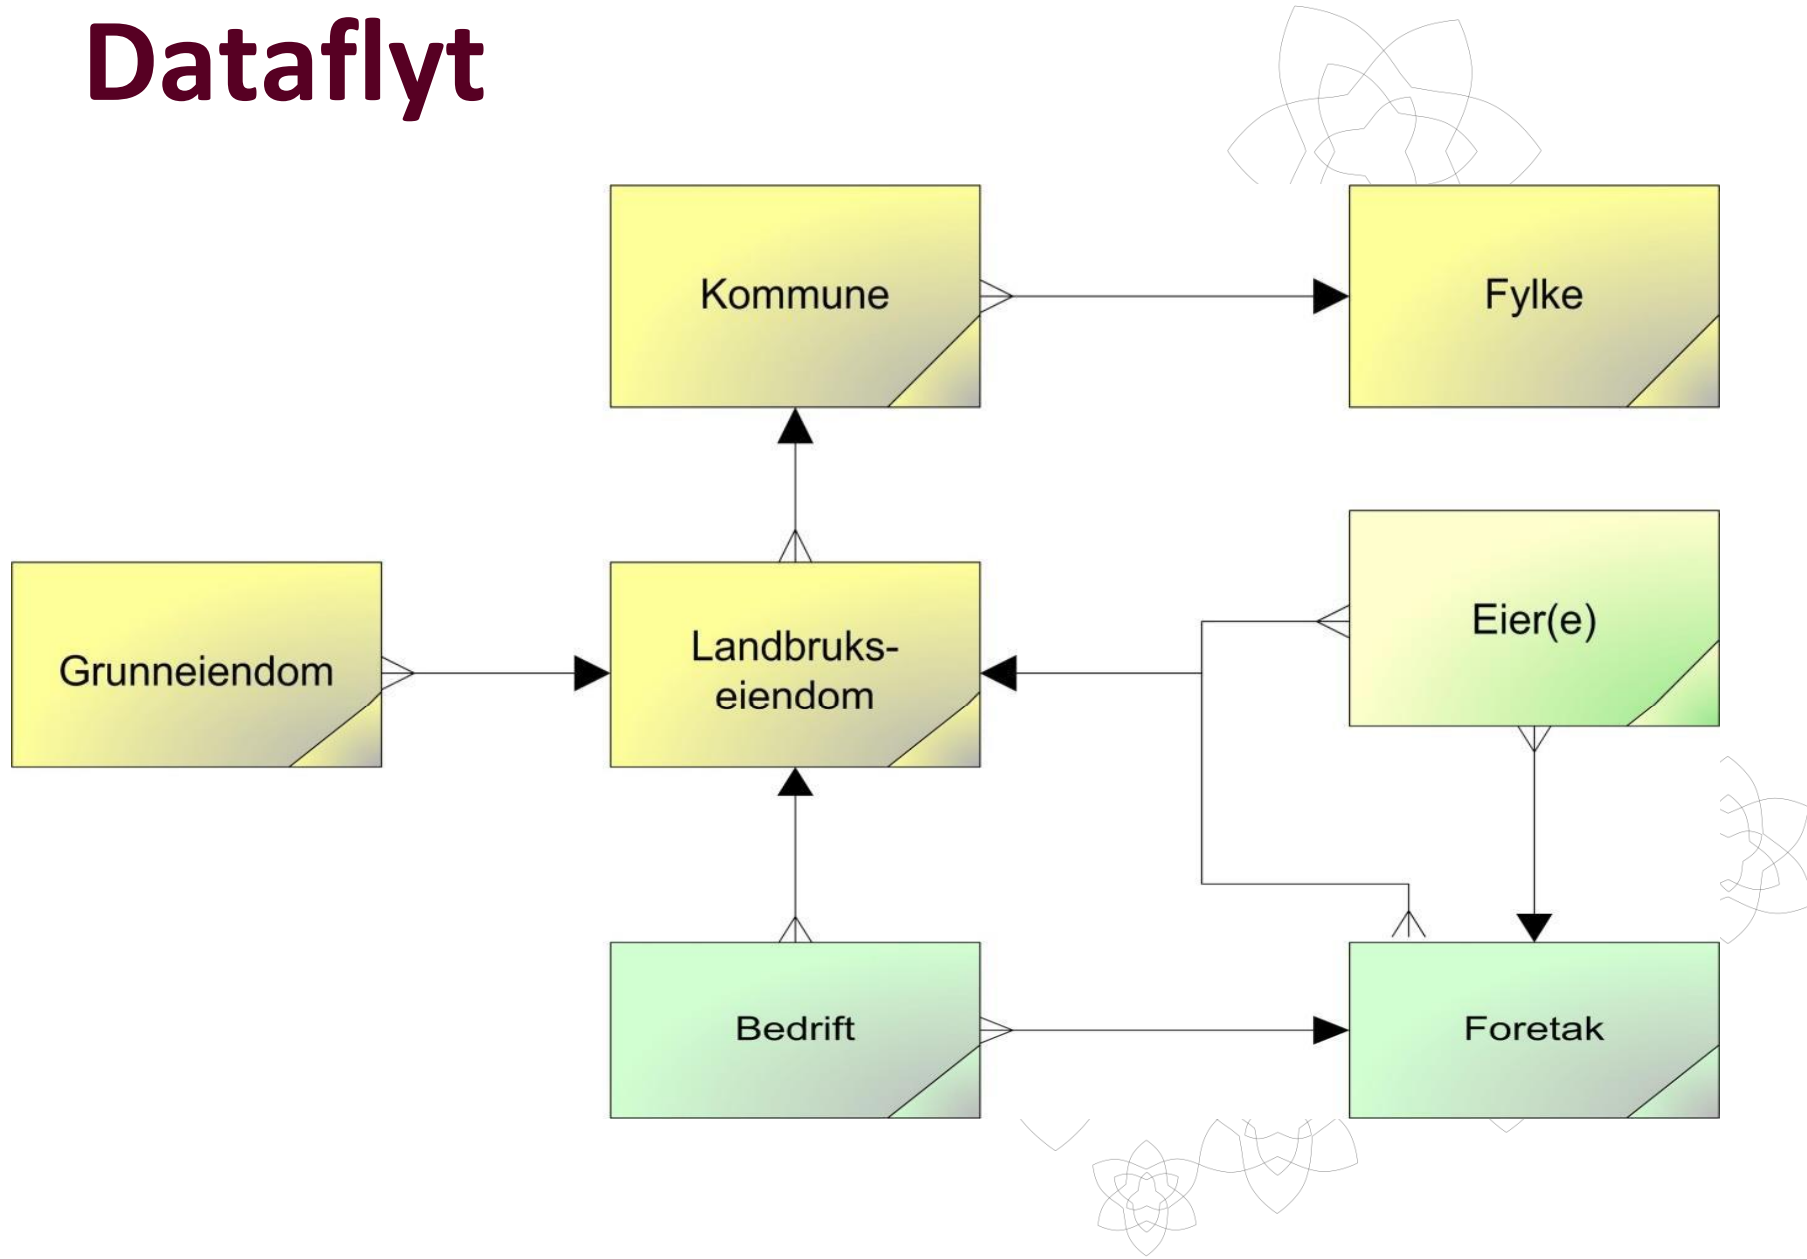 Dataflyt
Kommune
Fylke
Grunneiendom
Landbruks-
eiendom
Eier(e)
Bedrift
Foretak